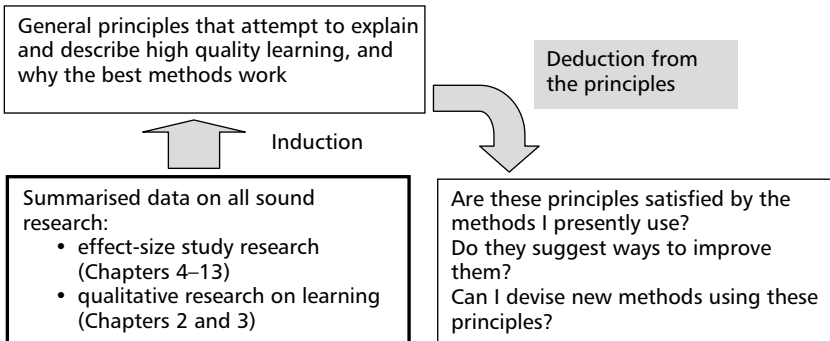 General principles that attempt to explain
and describe high quality learning, and
why the best methods work
Deduction from
the principles
Induction
Summarised data on all sound
research:
• effect-size study research
(Chapters 4–13)
• qualitative research on learning
(Chapters 2 and 3)
Are these principles satisfied by the
methods I presently use?
Do they suggest ways to improve
them?
Can I devise new methods using these
principles?